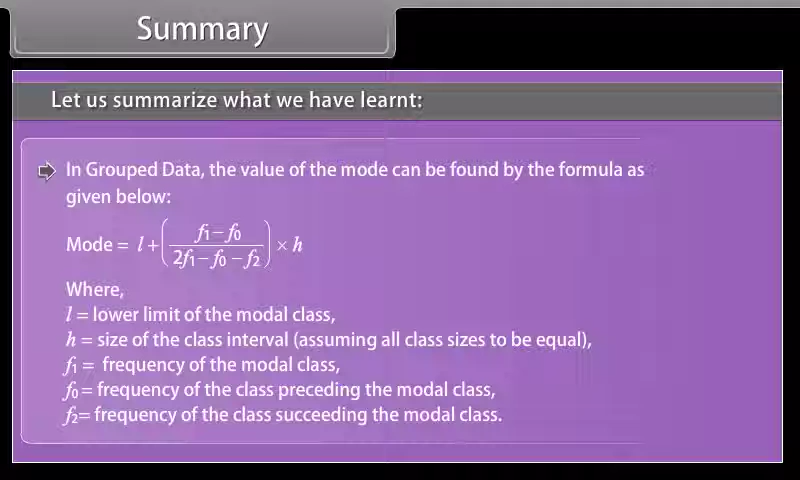 Summary
Let us summarize what we have learnt:
In Grouped Data, the value of the mode can be found by the formula as
given below:
Mode = l + ( (f₁ − f₀) / (2f₁ − f₀ − f₂) ) × h
Where,
l = lower limit of the modal class,
h = size of the class interval (assuming all class sizes to be equal),
f₁ = frequency of the modal class,
f₀ = frequency of the class preceding the modal class,
f₂ = frequency of the class succeeding the modal class.